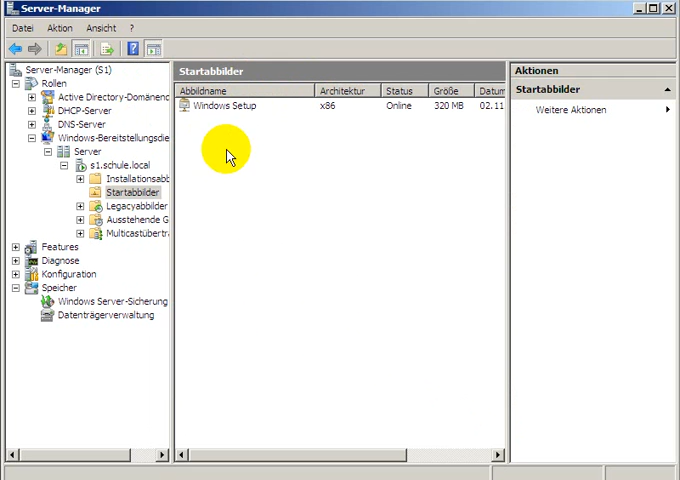 Server-Manager
Datei Aktion Ansicht ?
Server-Manager (S1)
Rollen
Active Directory-Domänend
DHCP-Server
DNS-Server
Windows-Bereitstellungsdie
Server
s1.schule.local
Installationsabb
Startabbilder
Legacyabbilder
Ausstehende G
Multicastübertra
Features
Diagnose
Konfiguration
Speicher
Windows Server-Sicherung
Datenträgerverwaltung
Startabbilder
Abbildname Architektur Status Größe Datum
Windows Setup x86 Online 320 MB 02.11
Aktionen
Startabbilder
Weitere Aktionen